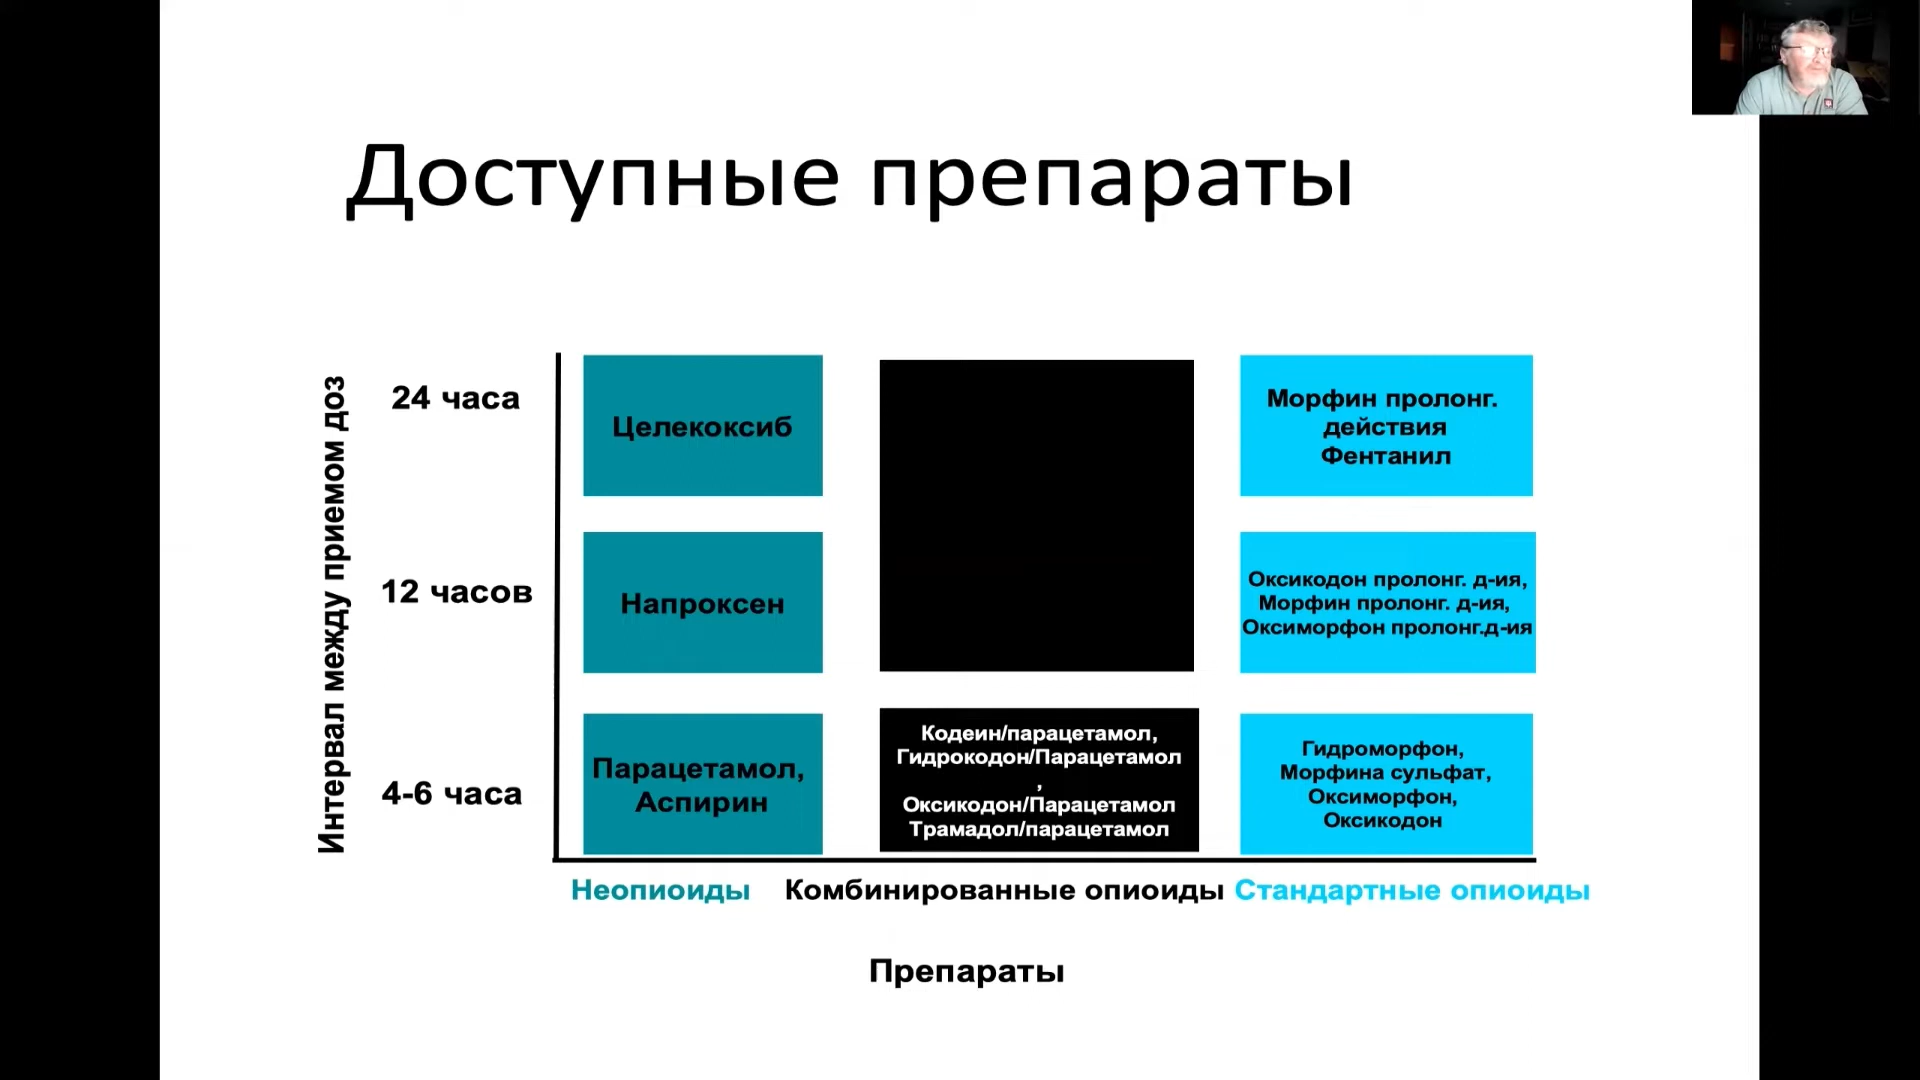 Доступные препараты
Интервал между приемом доз
24 часа
Целекоксиб
Морфин пролонг.
действия
Фентанил
12 часов
Напроксен
Оксикодон пролонг. д-ия,
Морфин пролонг. д-ия,
Оксиморфон пролонг.д-ия
4-6 часа
Парацетамол,
Аспирин
Кодеин/парацетамол,
Гидрокодон/Парацетамол
,
Оксикодон/Парацетамол
Трамадол/парацетамол
Гидроморфон,
Морфина сульфат,
Оксиморфон,
Оксикодон
Неопиоиды
Комбинированные опиоиды
Стандартные опиоиды
Препараты